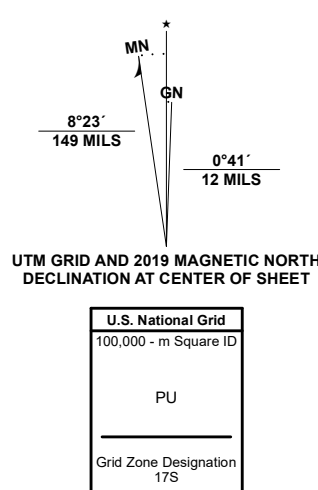 MN
GN
8°23´
149 MILS
0°41´
12 MILS
UTM GRID AND 2019 MAGNETIC NORTH
DECLINATION AT CENTER OF SHEET
U.S. National Grid
100,000 - m Square ID
PU
Grid Zone Designation
17S